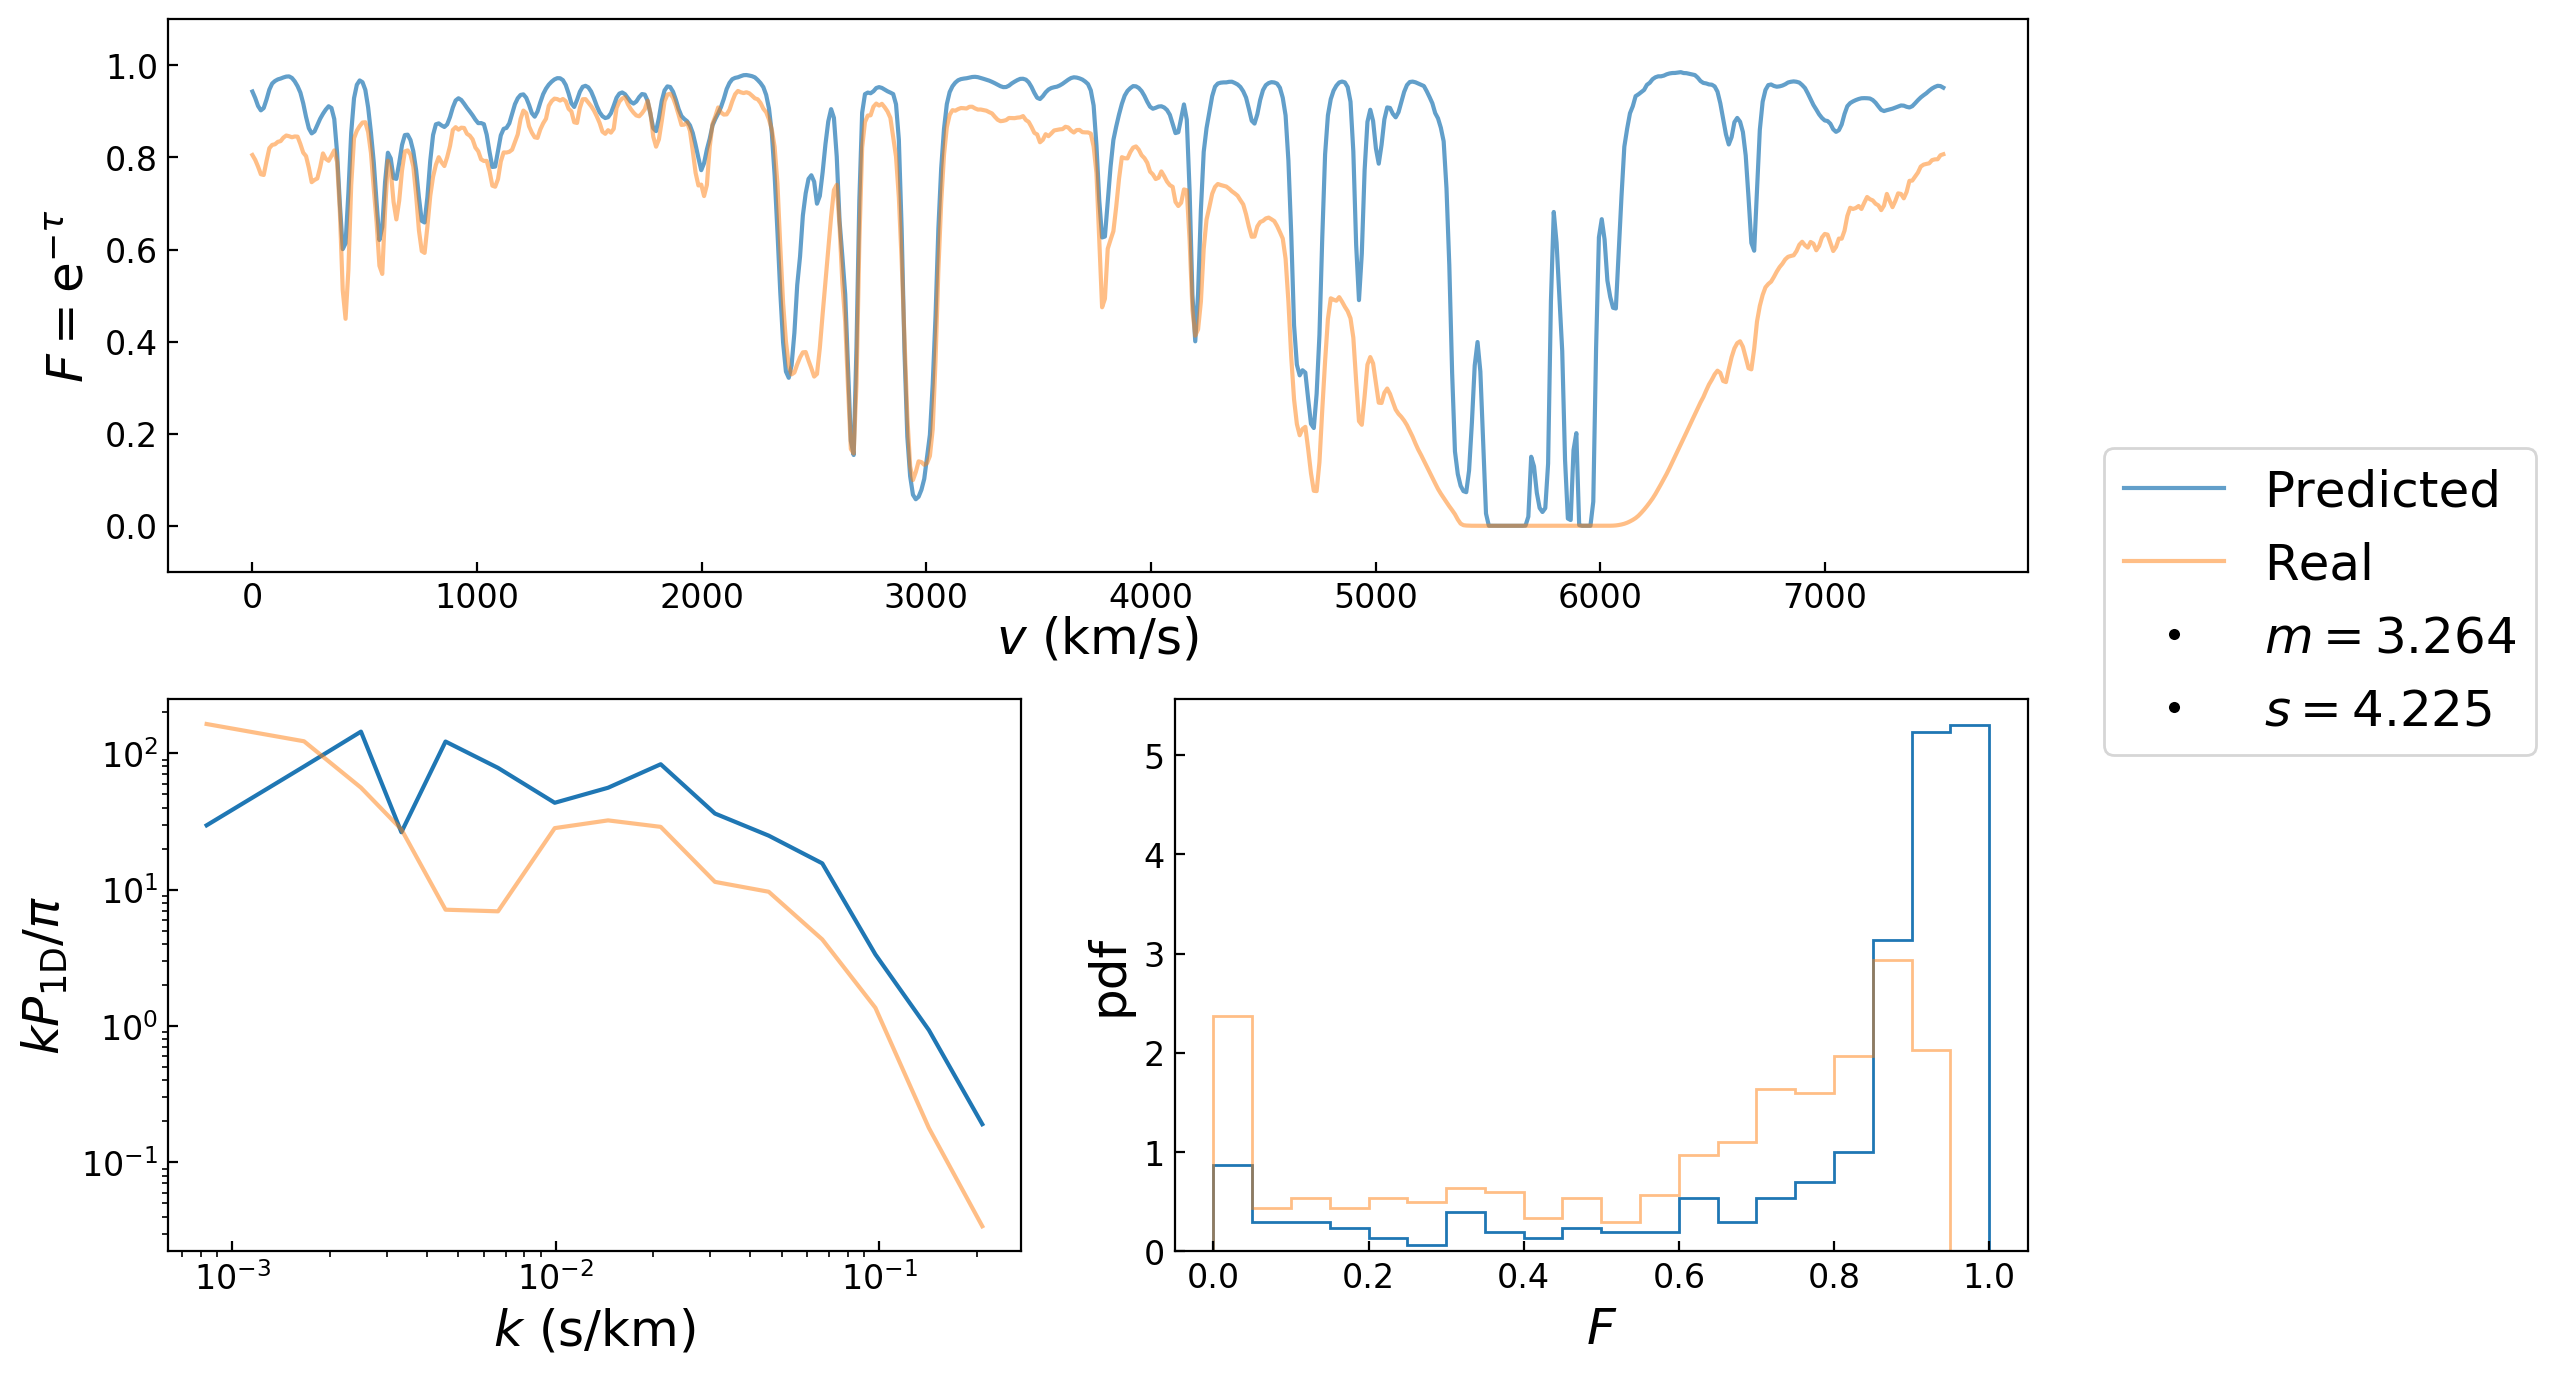 F = e^{-τ}
1.0
0.8
0.6
0.4
0.2
0.0
0 1000 2000 3000 4000 5000 6000 7000
v (km/s)
Predicted
Real
m = 3.264
s = 4.225
kP_{1D}/π
10^2
10^1
10^0
10^{-1}
10^{-3} 10^{-2} 10^{-1}
k (s/km)
pdf
5
4
3
2
1
0
0.0 0.2 0.4 0.6 0.8 1.0
F